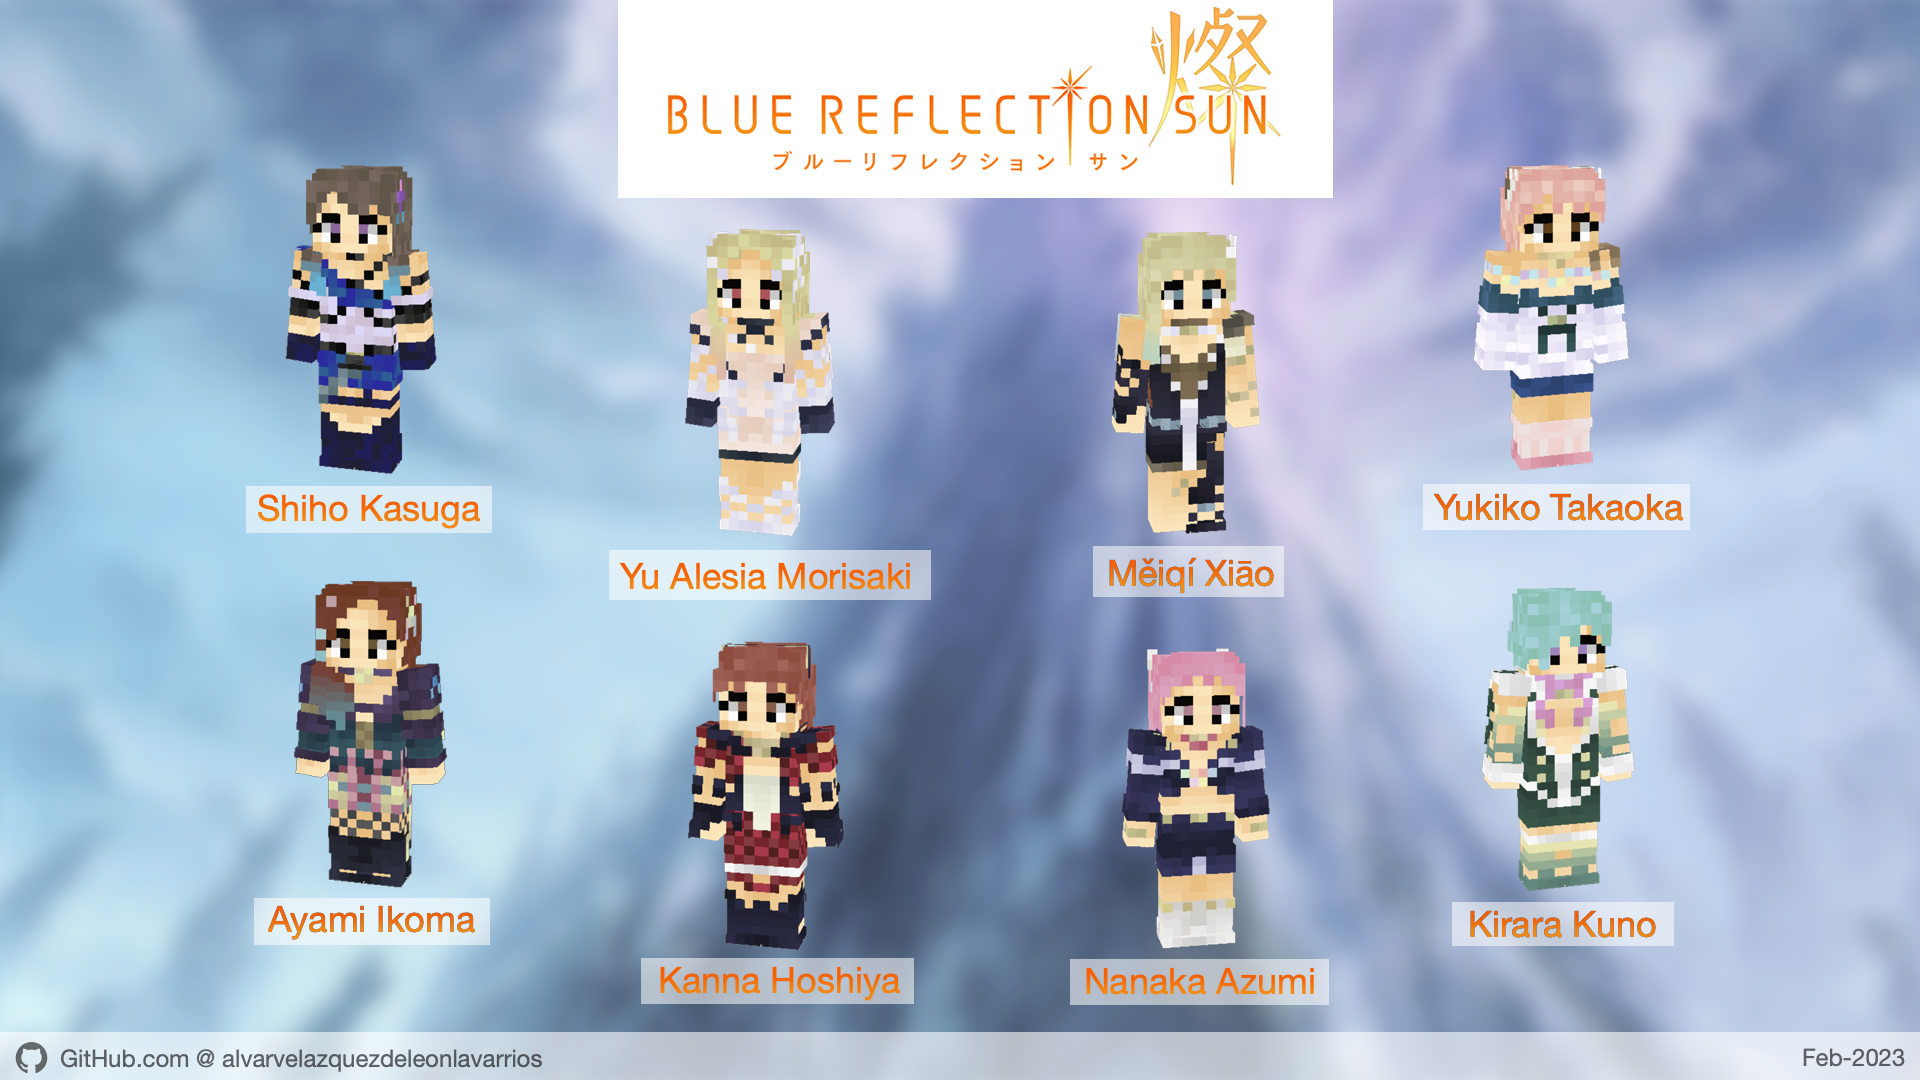 燦
BLUE REFLECTION SUN
ブルーリフレクション サン
Shiho Kasuga
Yu Alesia Morisaki
Měiqí Xiāo
Yukiko Takaoka
Ayami Ikoma
Kanna Hoshiya
Nanaka Azumi
Kirara Kuno
GitHub.com @ alvarvelazquezdeleonlavarrios
Feb-2023